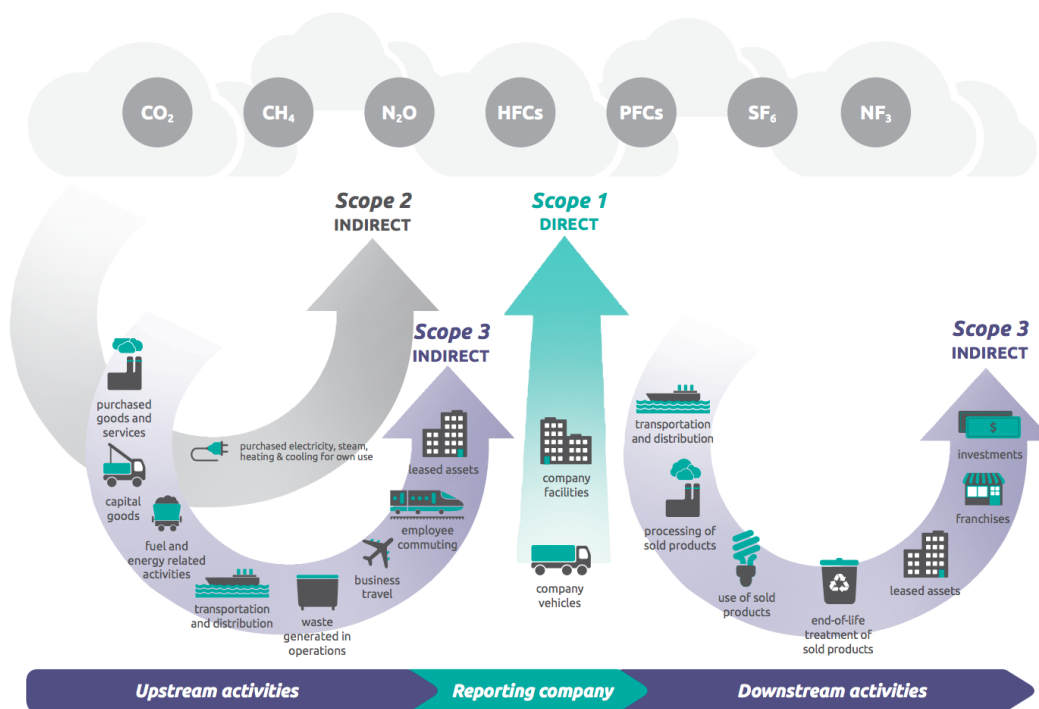 CO₂
CH₄
N₂O
HFCs
PFCs
SF₆
NF₃
Scope 2
INDIRECT
Scope 1
DIRECT
Scope 3
INDIRECT
Scope 3
INDIRECT
purchased
goods and
services
capital
goods
fuel and
energy related
activities
transportation
and distribution
waste
generated in
operations
business
travel
employee
commuting
leased assets
purchased electricity, steam,
heating & cooling for own use
company
facilities
company
vehicles
transportation
and distribution
processing of
sold products
use of sold
products
end-of-life
treatment of
sold products
leased assets
franchises
$
investments
Upstream activities
Reporting company
Downstream activities